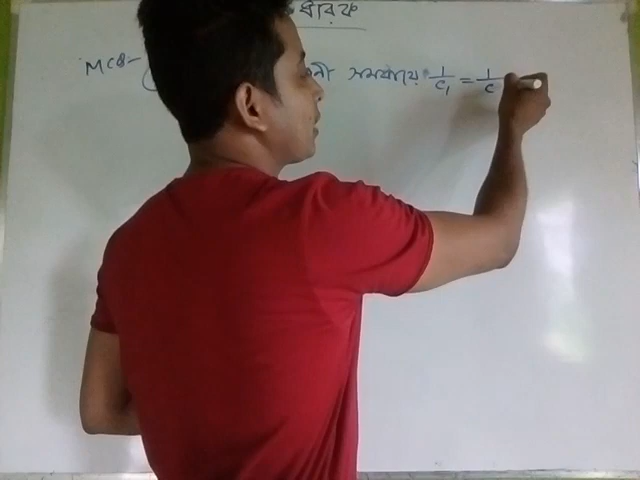 ধারক
MCQ:- সমবায়ে 1/C₁ = 1/C